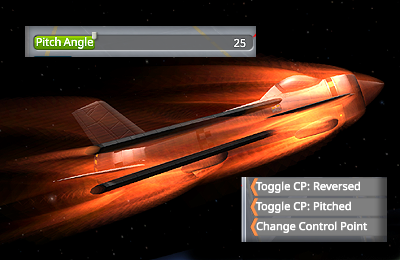 Pitch Angle 25
Toggle CP: Reversed
Toggle CP: Pitched
Change Control Point